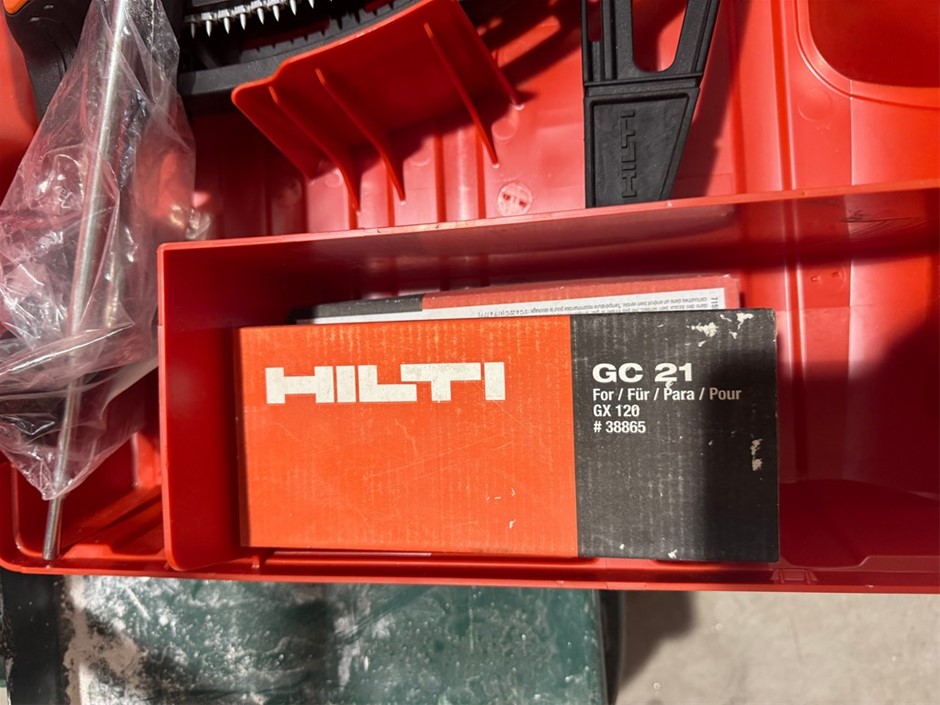 HILTI
HILTI
GC 21
For / Für / Para / Pour
GX 120
# 38865